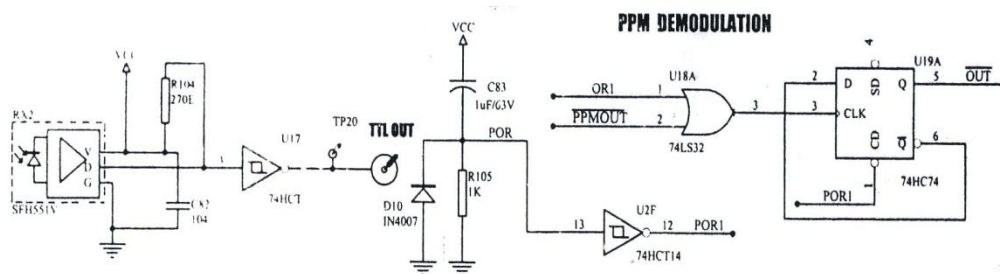 PPM DEMODULATION
VCC
R104
270E
RX2
V
D
G
SFH551V
C82
104
U17
74HCT
TP20
TTL OUT
VCC
C83
1uF/63V
POR
D10
IN4007
R105
1K
13
U2F
12
POR1
74HCT14
OR1
1
PPMOUT
2
U18A
3
74LS32
4
U19A
2
D
SD
Q
5
OUT
3
CLK
CD
Q
6
1
74HC74
POR1